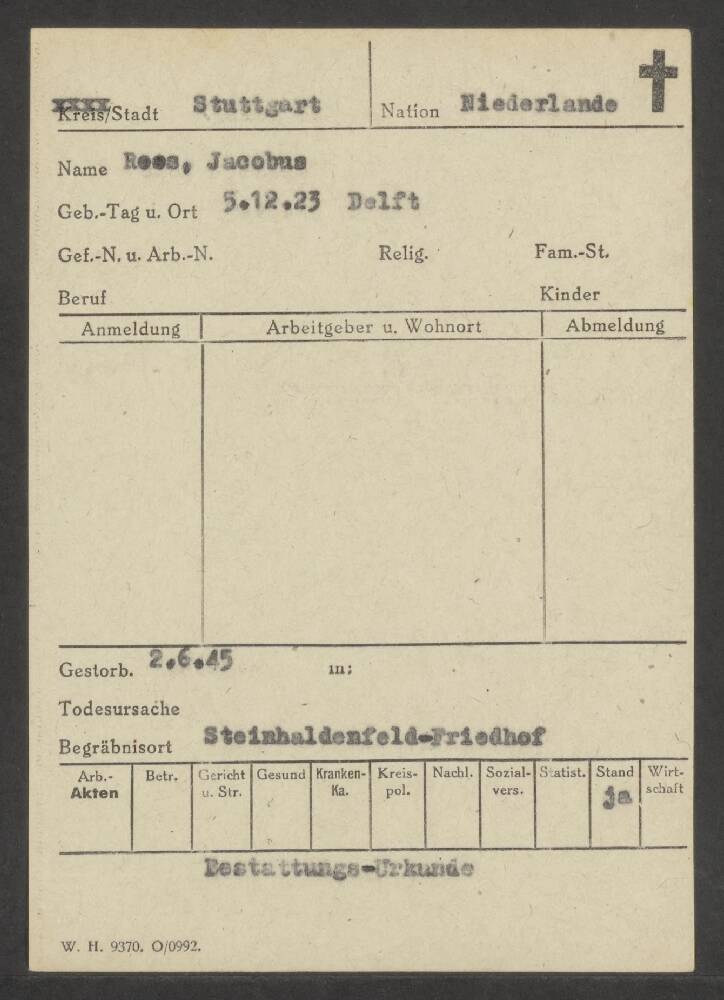 Kreis/Stadt Stuttgart Nation Niederlande
Name Roos, Jacobus
Geb.-Tag u. Ort 5.12.23 Delft
Gef.-N. u. Arb.-N. Relig. Fam.-St.
Beruf Kinder
Anmeldung Arbeitgeber u. Wohnort Abmeldung
Gestorb. 2.6.45 in:
Todesursache
Begräbnisort Steinhaldenfeld-Friedhof
Arb.- Betr. Gericht Gesund Kranken- Kreis- Nachl. Sozial- Statist. Stand Wirt-
Akten u. Str. Ka. pol. vers. ja schaft
Bestattungs-Urkunde
W. H. 9370. O/0992.